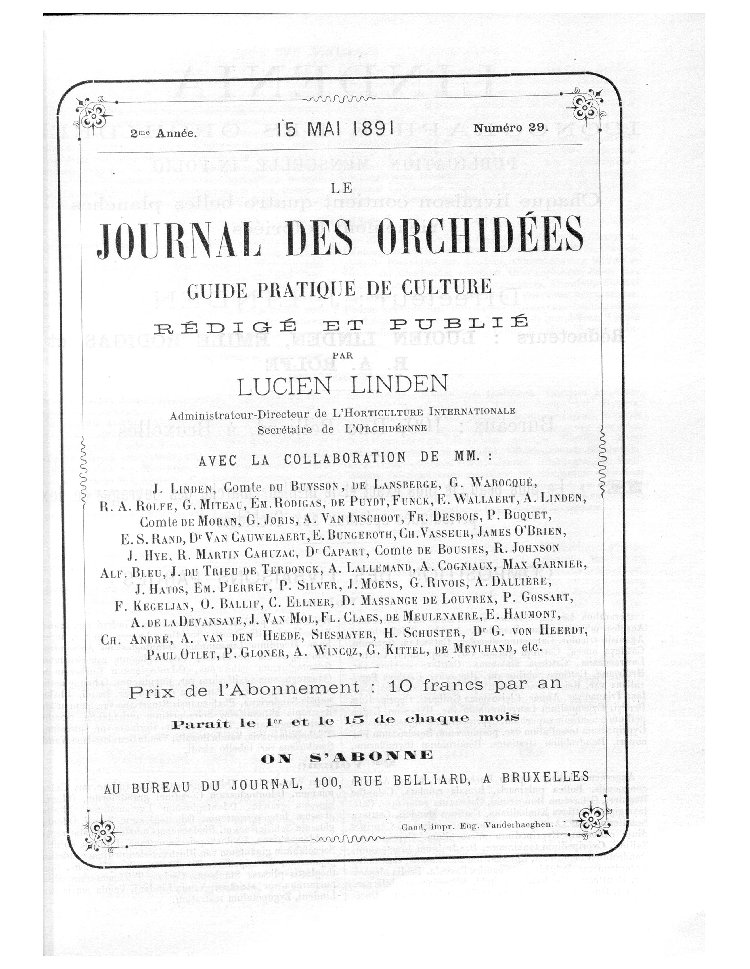 2me Année. 15 MAI 1891 Numéro 29.
LE
JOURNAL DES ORCHIDÉES
GUIDE PRATIQUE DE CULTURE
RÉDIGÉ ET PUBLIÉ
PAR
LUCIEN LINDEN
Administrateur-Directeur de L'HORTICULTURE INTERNATIONALE
Secrétaire de L'ORCHIDÉENNE
AVEC LA COLLABORATION DE MM. :
J. LINDEN, COMTE DU BUYSSON, DE LANSBERGE, G. WAROCQUÉ,
R. A. ROLFE, G. MITEAU, ÉM. RODIGAS, DE PUYDT, FUNCK, E. WALLAERT, A. LINDEN,
COMTE DE MORAN, G. JORIS, A. VAN IMSCHOOT, FR. DESBOIS, P. BUQUET,
E. S. RAND, Dr VAN CAUWELAERT, E. BUNGEROTH, CH. VASSEUR, JAMES O'BRIEN,
J. HYE, R. MARTIN CAHUZAC, Dr CAPART, COMTE DE BOUSIES, R. JOHNSON
ALF. BLEU, J. DU TRIEU DE TERDONCK, A. LALLEMAND, A. COGNIAUX, MAX GARNIER,
J. HATOS, EM. PIERRET, P. SILVER, J. MOENS, G. RIVOIS, A. DALLIÈRE,
F. KEGELJAN, O. BALLIF, C. ELLNER, D. MASSANGE DE LOUVREX, P. GOSSART,
A. DE LA DEVANSAYE, J. VAN MOL, FL. CLAES, DE MEULENAERE, E. HAUMONT,
CH. ANDRÉ, A. VAN DEN HEEDE, SIESMAYER, H. SCHUSTER, Dr G. VON HEERDT,
PAUL OTLET, P. GLONER, A. WINCQZ, G. KITTEL, DE MEYLHAND, etc.
Prix de l'Abonnement : 10 francs par an
Parait le 1er et le 15 de chaque mois
ON S'ABONNE
AU BUREAU DU JOURNAL, 100, RUE BELLIARD, A BRUXELLES
Gand, impr. Eug. Vanderhaeghen.